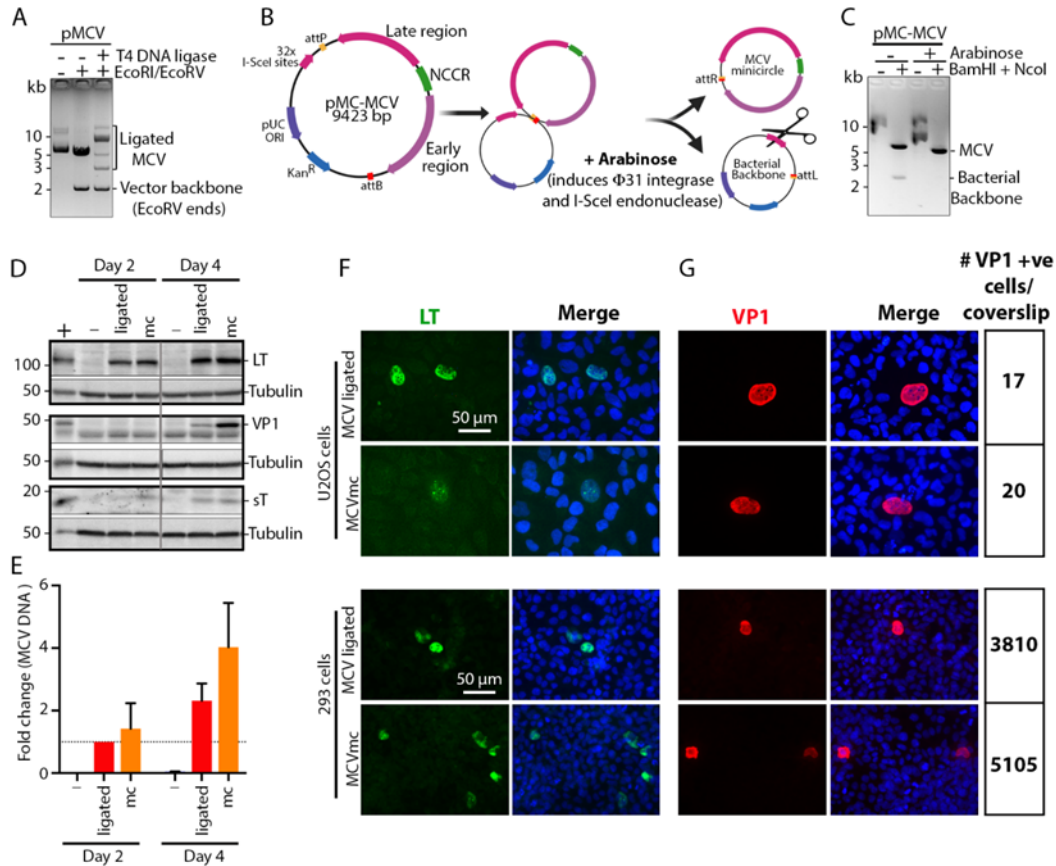 A
pMCV
T4 DNA ligase
- - +
EcoRI/EcoRV
- + +
kb
10
5
3
2
Ligated
MCV
Vector backbone
(EcoRV ends)
B
attP
Late region
32x
I-SceI sites
NCCR
pMC-MCV
9423 bp
pUC
ORI
KanR
attB
Early
region
+ Arabinose
(induces Φ31 integrase
and I-SceI endonuclease)
MCV
minicircle
attR
Bacterial
Backbone
attL
C
pMC-MCV
- + Arabinose
- + - + BamHI + NcoI
kb
10
5
3
2
MCV
Bacterial
Backbone
D
Day 2
Day 4
+ – ligated mc – ligated mc
100
LT
50
Tubulin
50
VP1
50
Tubulin
20
sT
50
Tubulin
E
Fold change (MCV DNA)
6
4
2
0
– ligated mc – ligated mc
Day 2
Day 4
F
LT
Merge
U2OS cells
MCV ligated
50 µm
MCVmc
293 cells
MCV ligated
50 µm
MCVmc
G
VP1
Merge
# VP1 +ve
cells/
coverslip
17
20
3810
5105